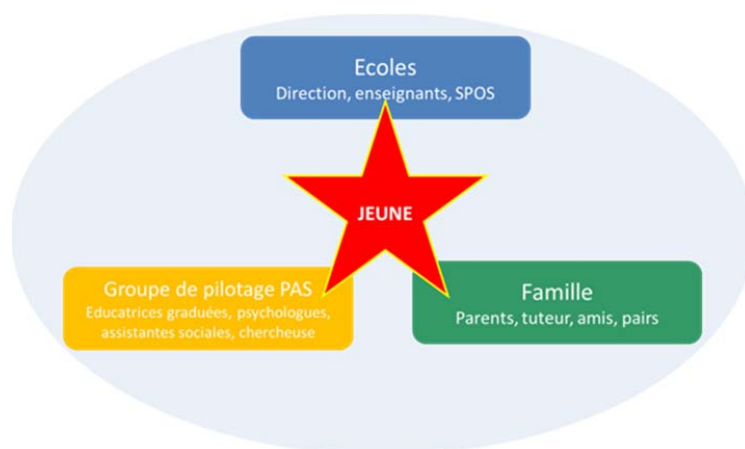 Ecoles
Direction, enseignants, SPOS
JEUNE
Groupe de pilotage PAS
Educatrices graduées, psychologues,
assistantes sociales, chercheuse
Famille
Parents, tuteur, amis, pairs